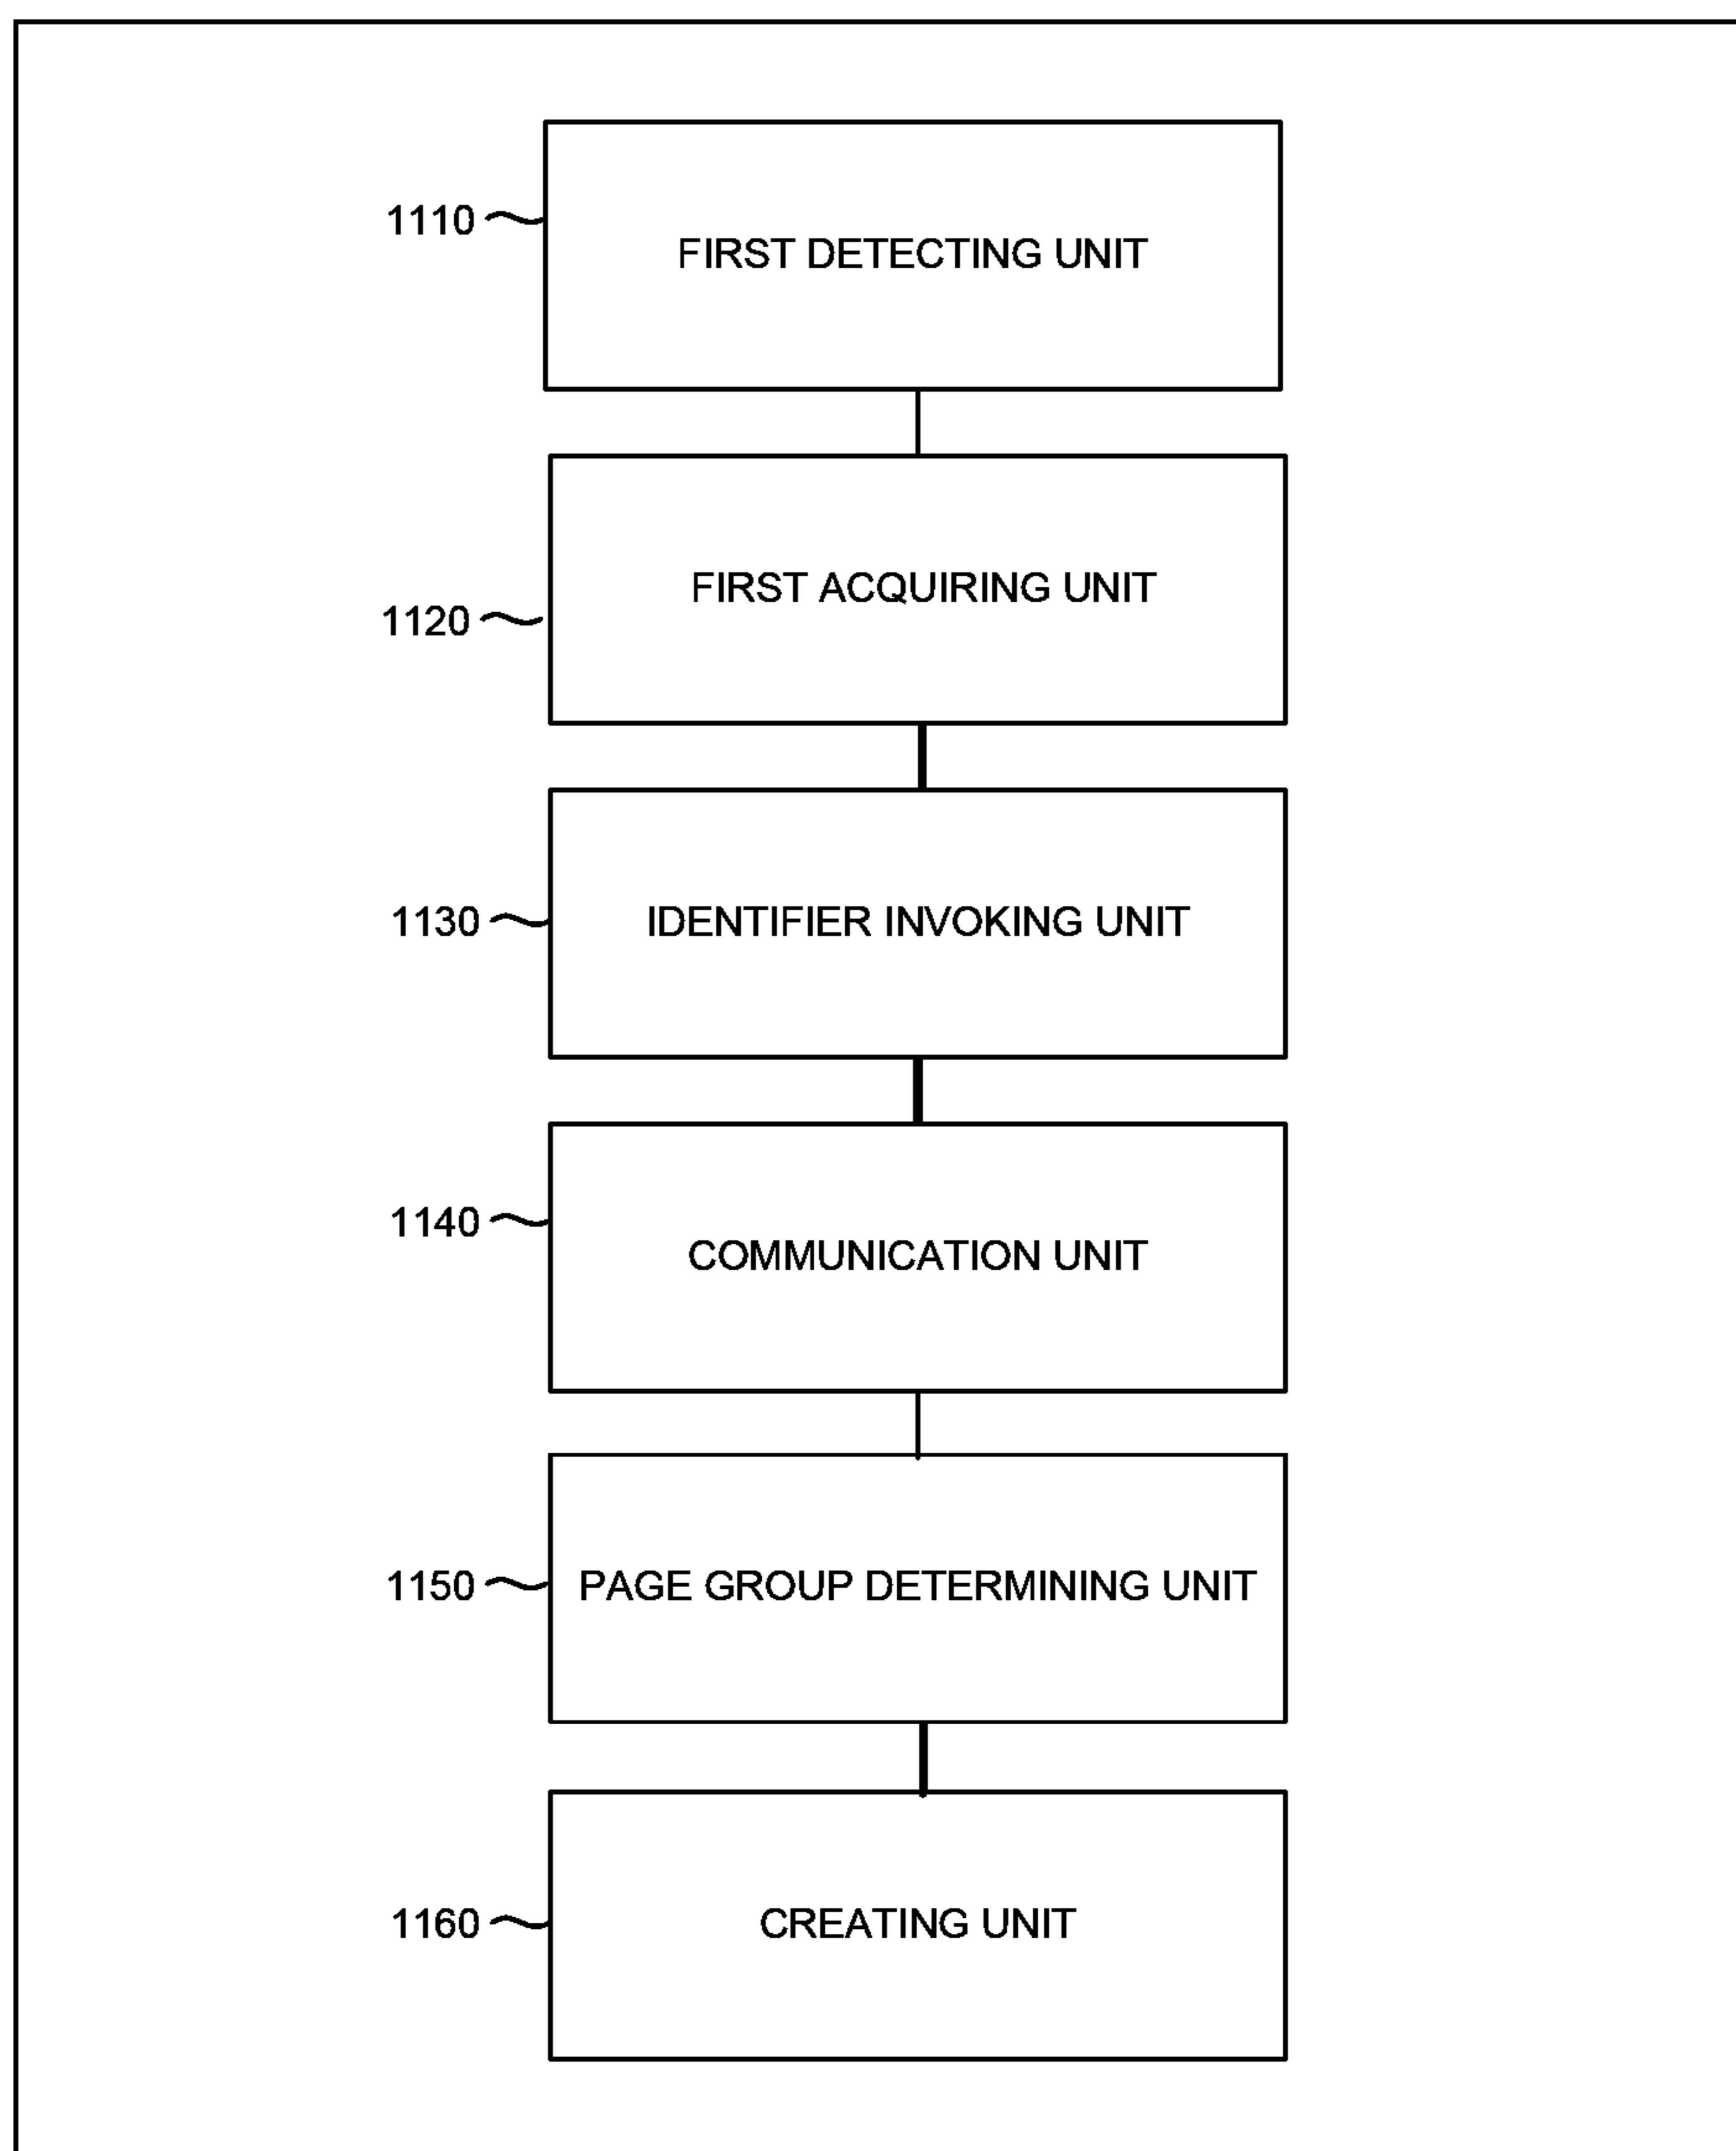 1110
FIRST DETECTING UNIT
FIRST ACQUIRING UNIT
1120
1130 IDENTIFIER INVOKING UNIT
1140
COMMUNICATION UNIT
1150 PAGE GROUP DETERMINING UNIT
1160 CREATING UNIT